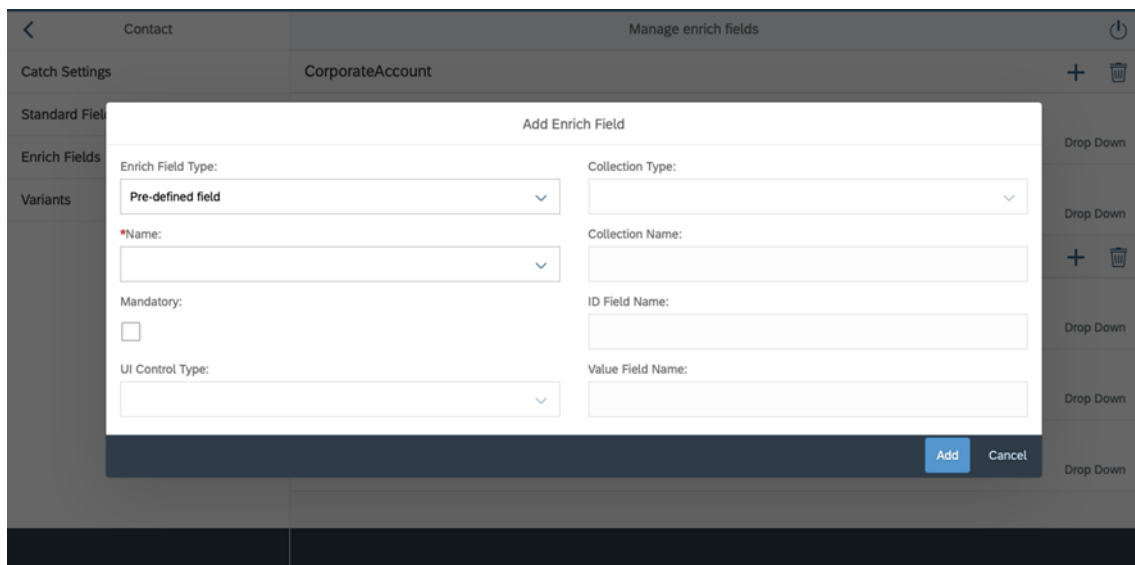 Contact
Manage enrich fields
Catch Settings
CorporateAccount
Standard Fiel
Add Enrich Field
Drop Down
Enrich Fields
Enrich Field Type:
Collection Type:
Pre-defined field
Variants
Drop Down
*Name:
Collection Name:
Mandatory:
ID Field Name:
Drop Down
UI Control Type:
Value Field Name:
Drop Down
Add
Cancel
Drop Down